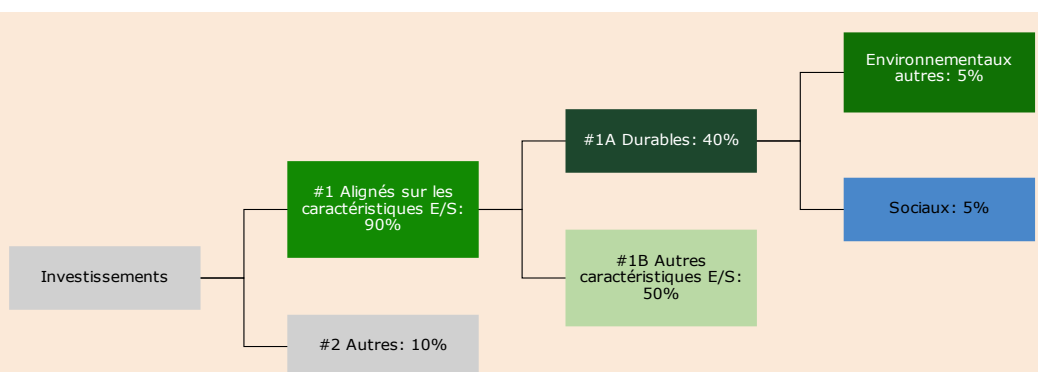 Environnementaux
autres: 5%
#1A Durables: 40%
#1 Alignés sur les
caractéristiques E/S:
90%
Sociaux: 5%
#1B Autres
caractéristiques E/S:
50%
Investissements
#2 Autres: 10%